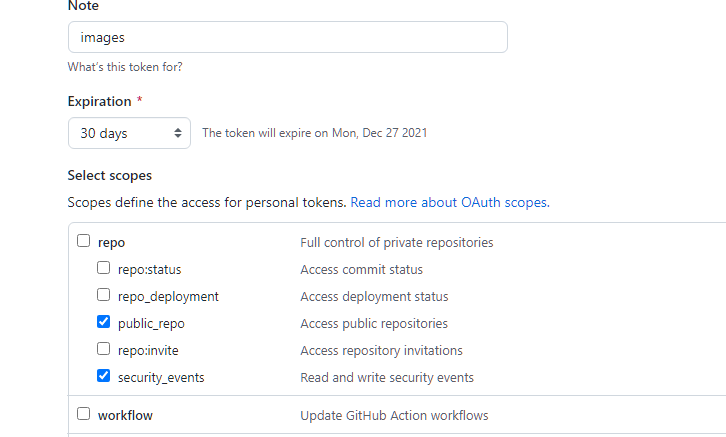 Note
images
What's this token for?
Expiration *
30 days The token will expire on Mon, Dec 27 2021
Select scopes
Scopes define the access for personal tokens. Read more about OAuth scopes.
repo Full control of private repositories
repo:status Access commit status
repo_deployment Access deployment status
public_repo Access public repositories
repo:invite Access repository invitations
security_events Read and write security events
workflow Update GitHub Action workflows